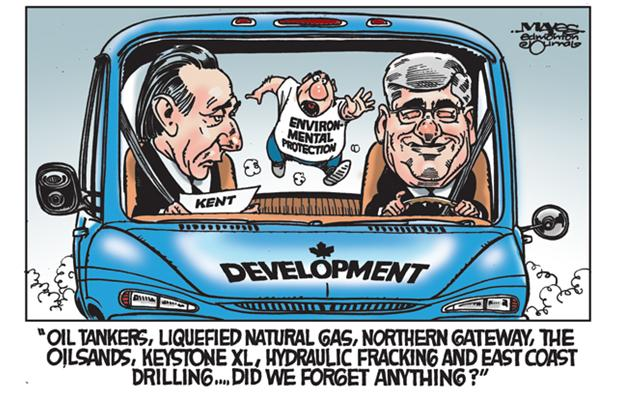 MAYES
edmonton
journal
ENVIRON-
MENTAL
PROTECTION
KENT
DEVELOPMENT
"OIL TANKERS, LIQUEFIED NATURAL GAS, NORTHERN GATEWAY, THE
OILSANDS, KEYSTONE XL, HYDRAULIC FRACKING AND EAST COAST
DRILLING.... DID WE FORGET ANYTHING?"